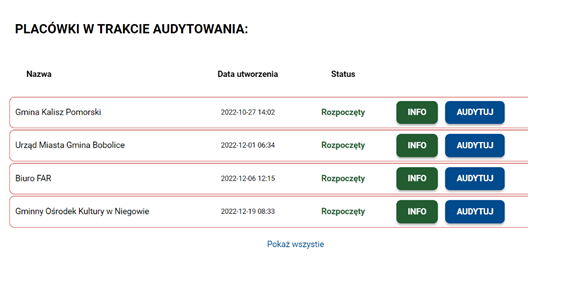 PLACÓWKI W TRAKCIE AUDYTOWANIA:
Nazwa Data utworzenia Status
Gmina Kalisz Pomorski 2022-10-27 14:02 Rozpoczęty INFO AUDYTUJ
Urząd Miasta Gmina Bobolice 2022-12-01 06:34 Rozpoczęty INFO AUDYTUJ
Biuro FAR 2022-12-06 12:15 Rozpoczęty INFO AUDYTUJ
Gminny Ośrodek Kultury w Niegowie 2022-12-19 08:33 Rozpoczęty INFO AUDYTUJ
Pokaż wszystie